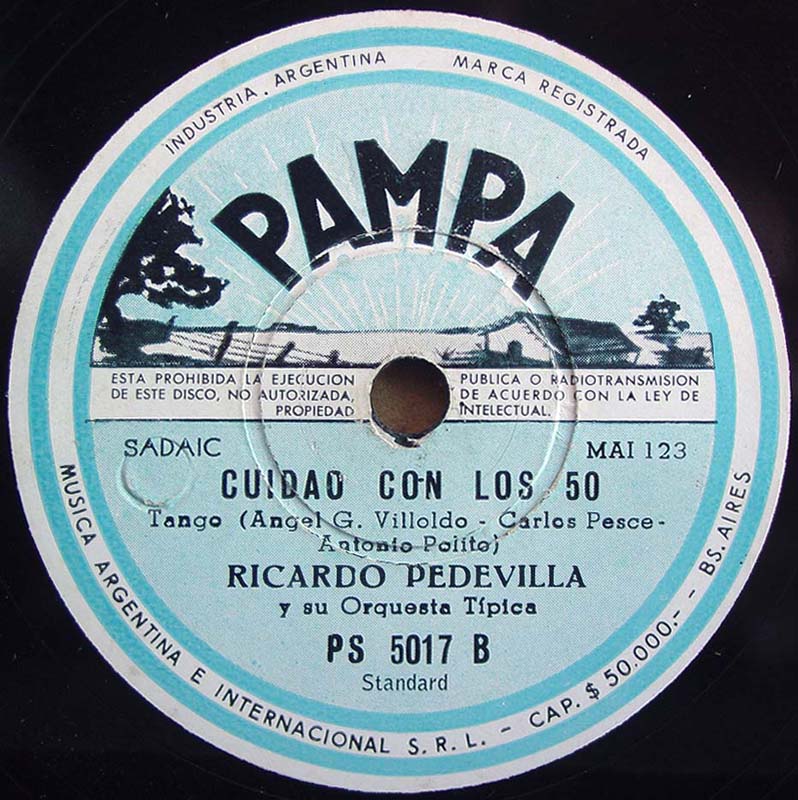 INDUSTRIA . ARGENTINA
MARCA REGISTRADA
PAMPA
ESTA PROHIBIDA LA EJECUCION PUBLICA O RADIOTRANSMISION
DE ESTE DISCO, NO AUTORIZADA, DE ACUERDO CON LA LEY DE
PROPIEDAD INTELECTUAL.
SADAIC
MAI 123
CUIDAO CON LOS 50
Tango (Angel G. Villoldo - Carlos Pesce-
Antonio Polito)
RICARDO PEDEVILLA
y su Orquesta Típica
PS 5017 B
Standard
MUSICA ARGENTINA E INTERNACIONAL S.R.L. - CAP. $ 50.000.- - BS. AIRES